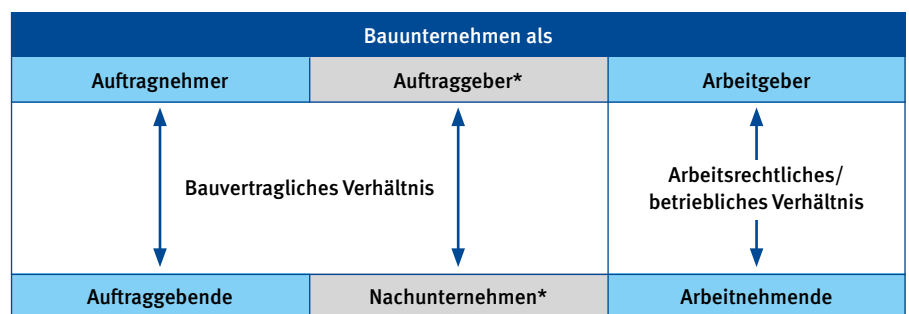 Bauunternehmen als
Auftragnehmer
Auftraggeber*
Arbeitgeber
Bauvertragliches Verhältnis
Arbeitsrechtliches/
betriebliches Verhältnis
Auftraggebende
Nachunternehmen*
Arbeitnehmende